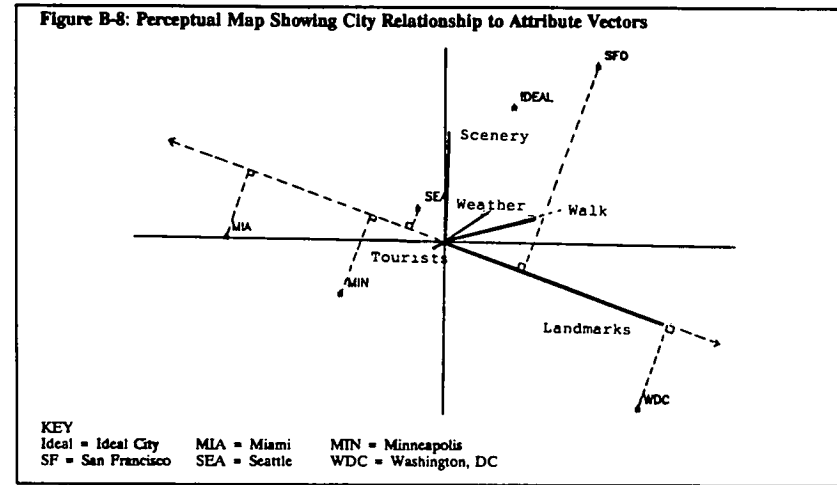 Figure B-8: Perceptual Map Showing City Relationship to Attribute Vectors
SFO
IDEAL
Scenery
SEA
Weather
Walk
MIA
Tourists
MIN
Landmarks
WDC
KEY
Ideal = Ideal City MIA = Miami MIN = Minneapolis
SF = San Francisco SEA = Seattle WDC = Washington, DC